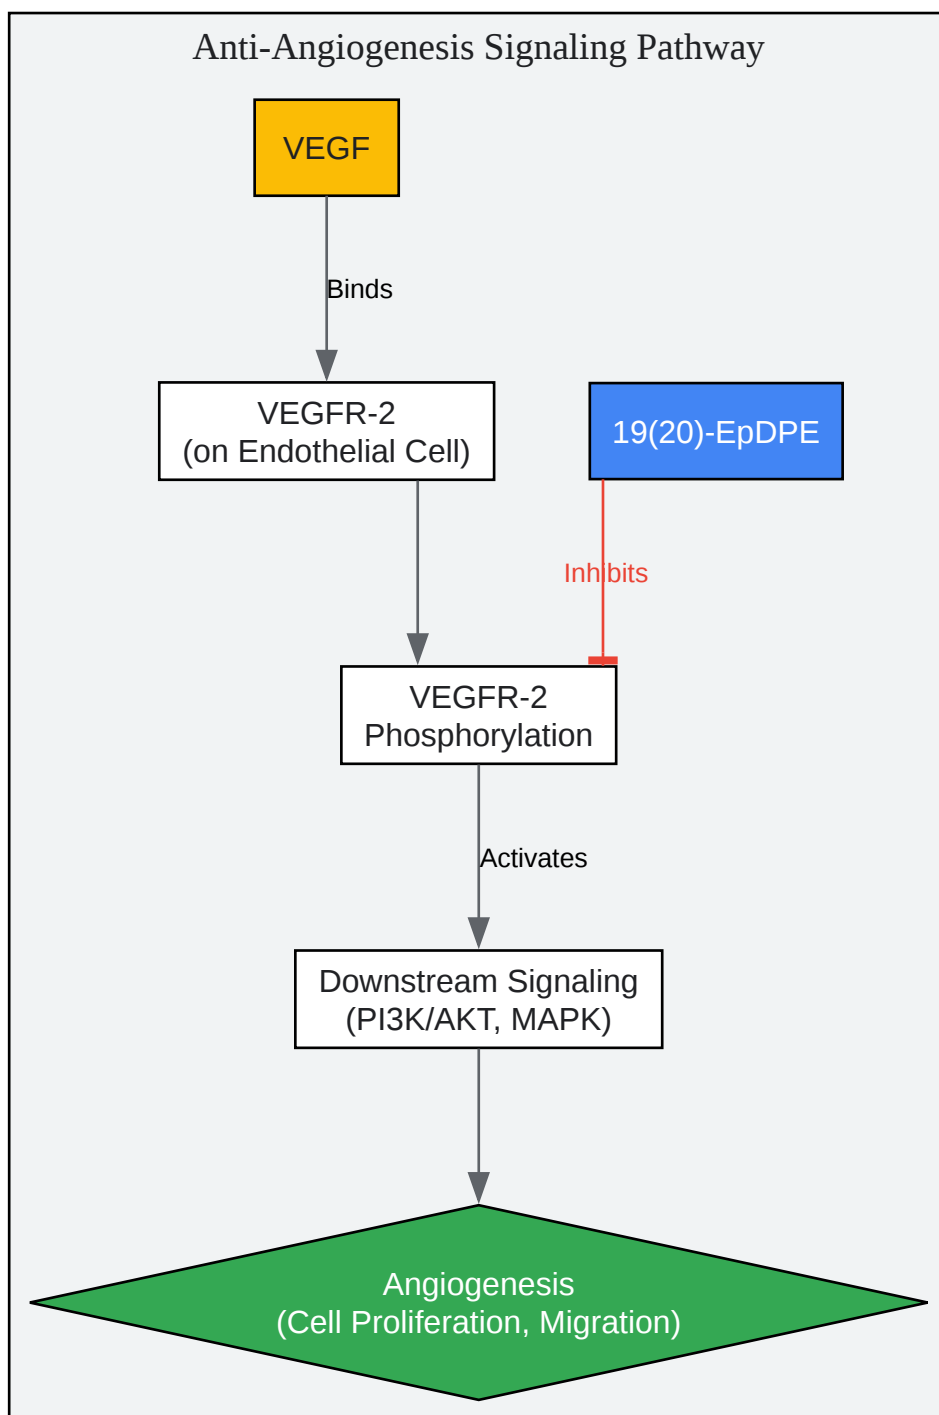 Anti-Angiogenesis Signaling Pathway
VEGF
Binds
VEGFR-2
(on Endothelial Cell)
19(20)-EpDPE
Inhibits
VEGFR-2
Phosphorylation
Activates
Downstream Signaling
(PI3K/AKT, MAPK)
Angiogenesis
(Cell Proliferation, Migration)